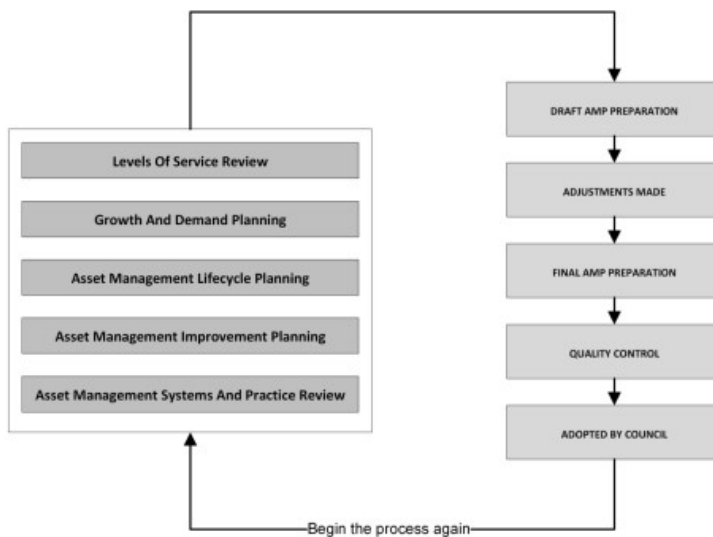 Levels Of Service Review
Growth And Demand Planning
Asset Management Lifecycle Planning
Asset Management Improvement Planning
Asset Management Systems And Practice Review
DRAFT AMP PREPARATION
ADJUSTMENTS MADE
FINAL AMP PREPARATION
QUALITY CONTROL
ADOPTED BY COUNCIL
Begin the process again